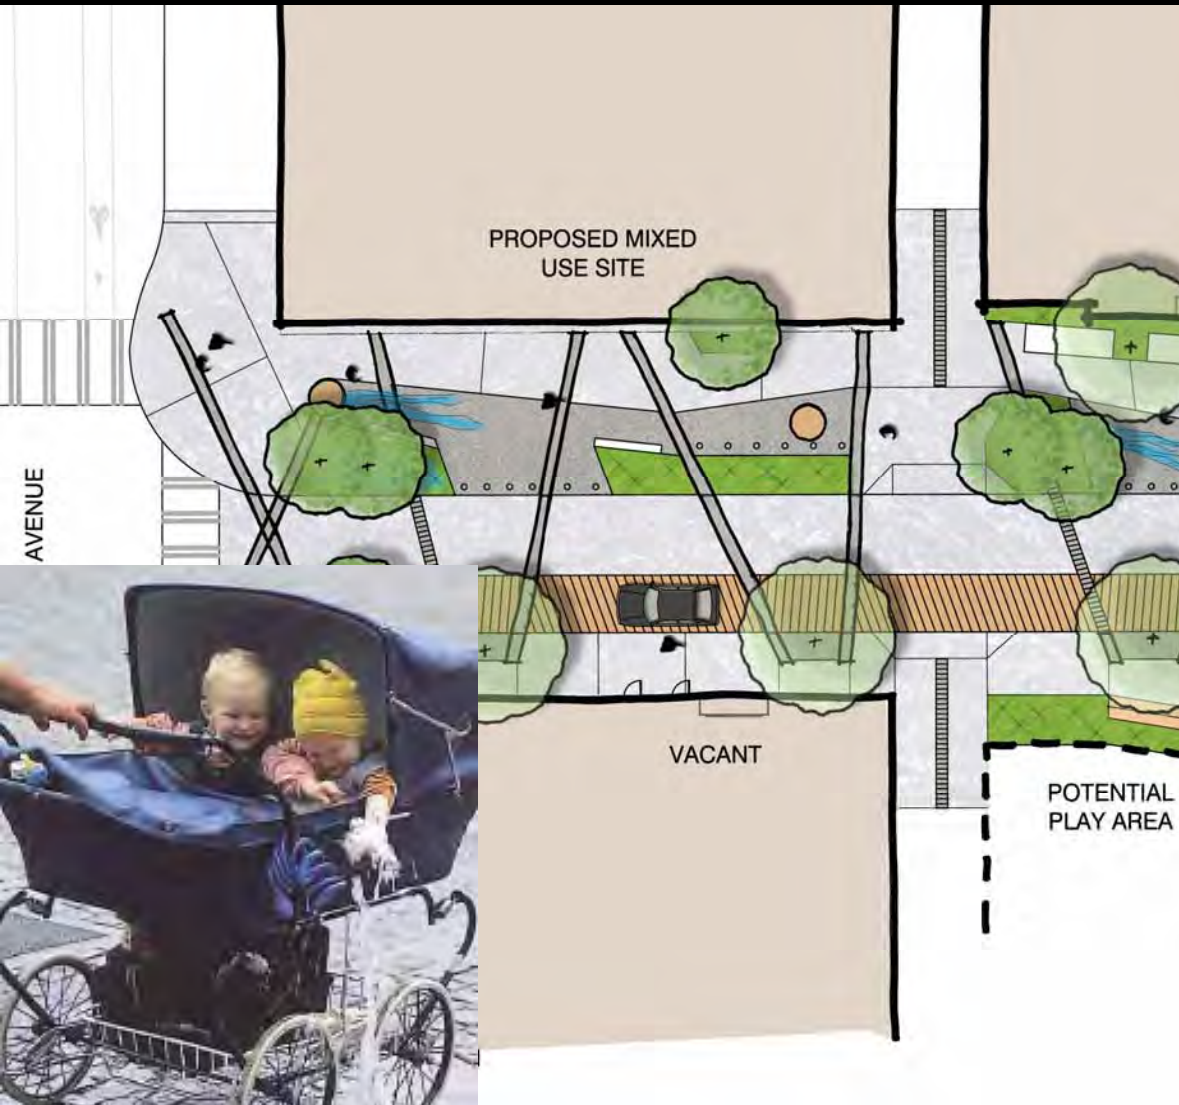 PROPOSED MIXED
USE SITE
AVENUE
VACANT
POTENTIAL
PLAY AREA